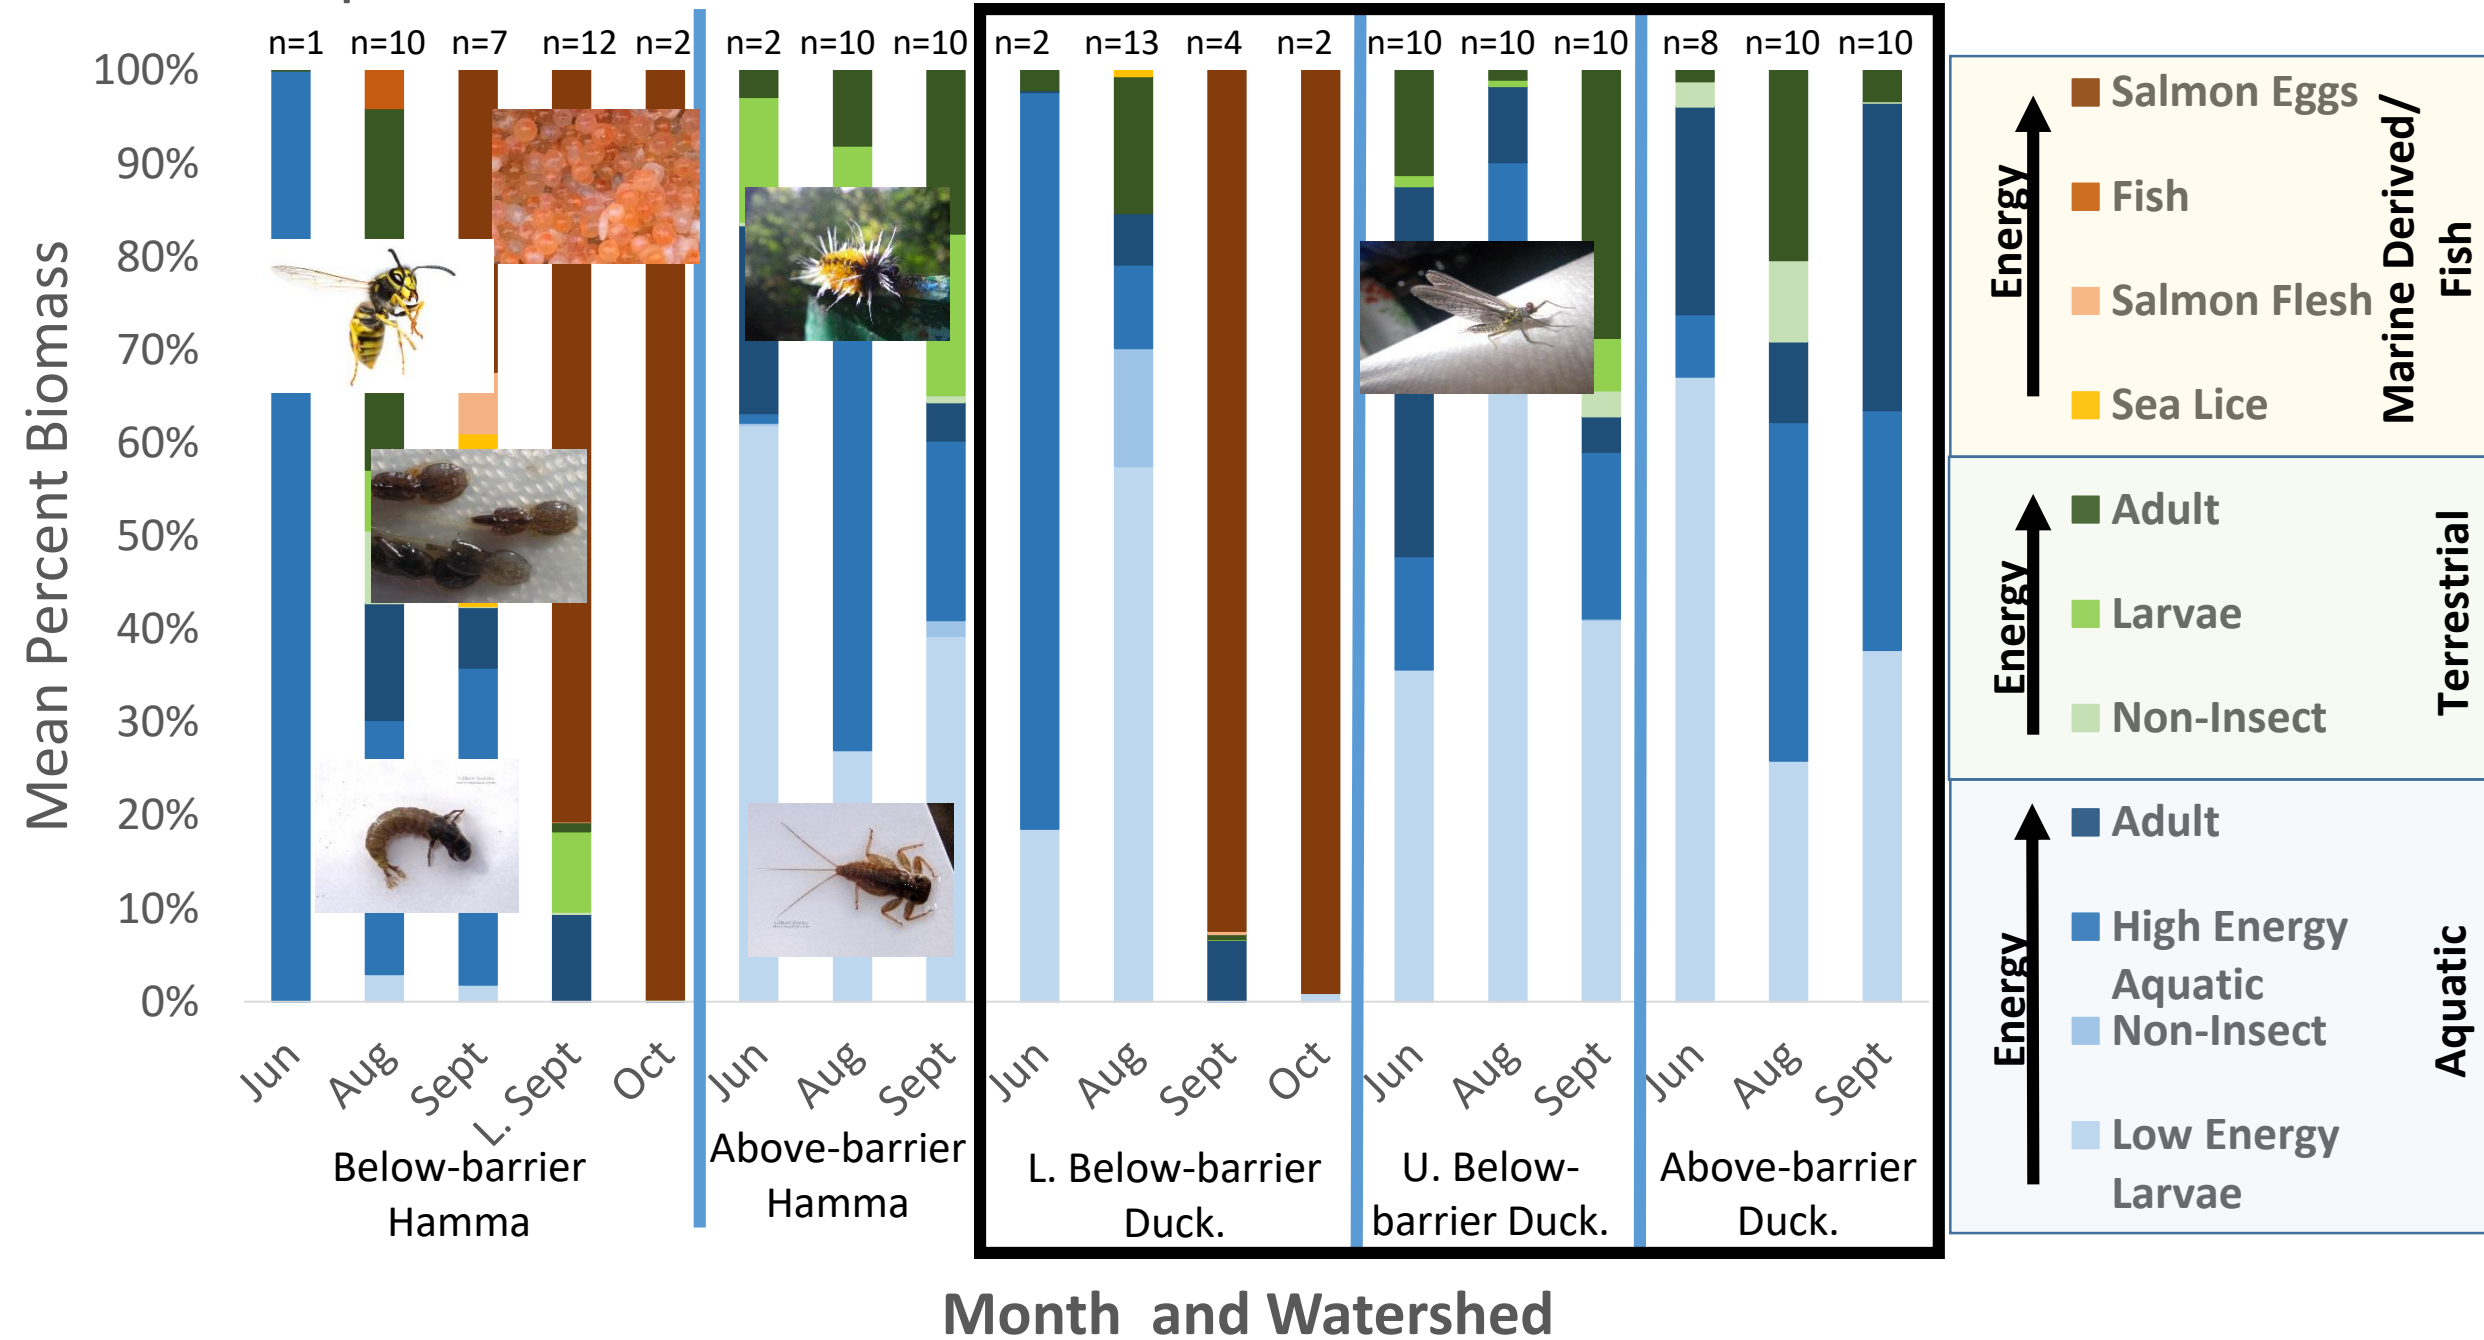 n=1 n=10 n=7 n=12 n=2 n=2 n=10 n=10 n=2 n=13 n=4 n=2 n=10 n=10 n=10 n=8 n=10 n=10
100%
90%
80%
70%
60%
50%
40%
30%
20%
10%
0%
Mean Percent Biomass
Jun Aug Sept L. Sept Oct Jun Aug Sept Jun Aug Sept Oct Jun Aug Sept Jun Aug Sept
Below-barrier
Hamma
Above-barrier
Hamma
L. Below-barrier
Duck.
U. Below-
barrier Duck.
Above-barrier
Duck.
Month and Watershed
Energy
Salmon Eggs
Fish
Salmon Flesh
Sea Lice
Marine Derived/
Fish
Energy
Adult
Larvae
Non-Insect
Terrestrial
Energy
Adult
High Energy
Aquatic
Non-Insect
Low Energy
Larvae
Aquatic